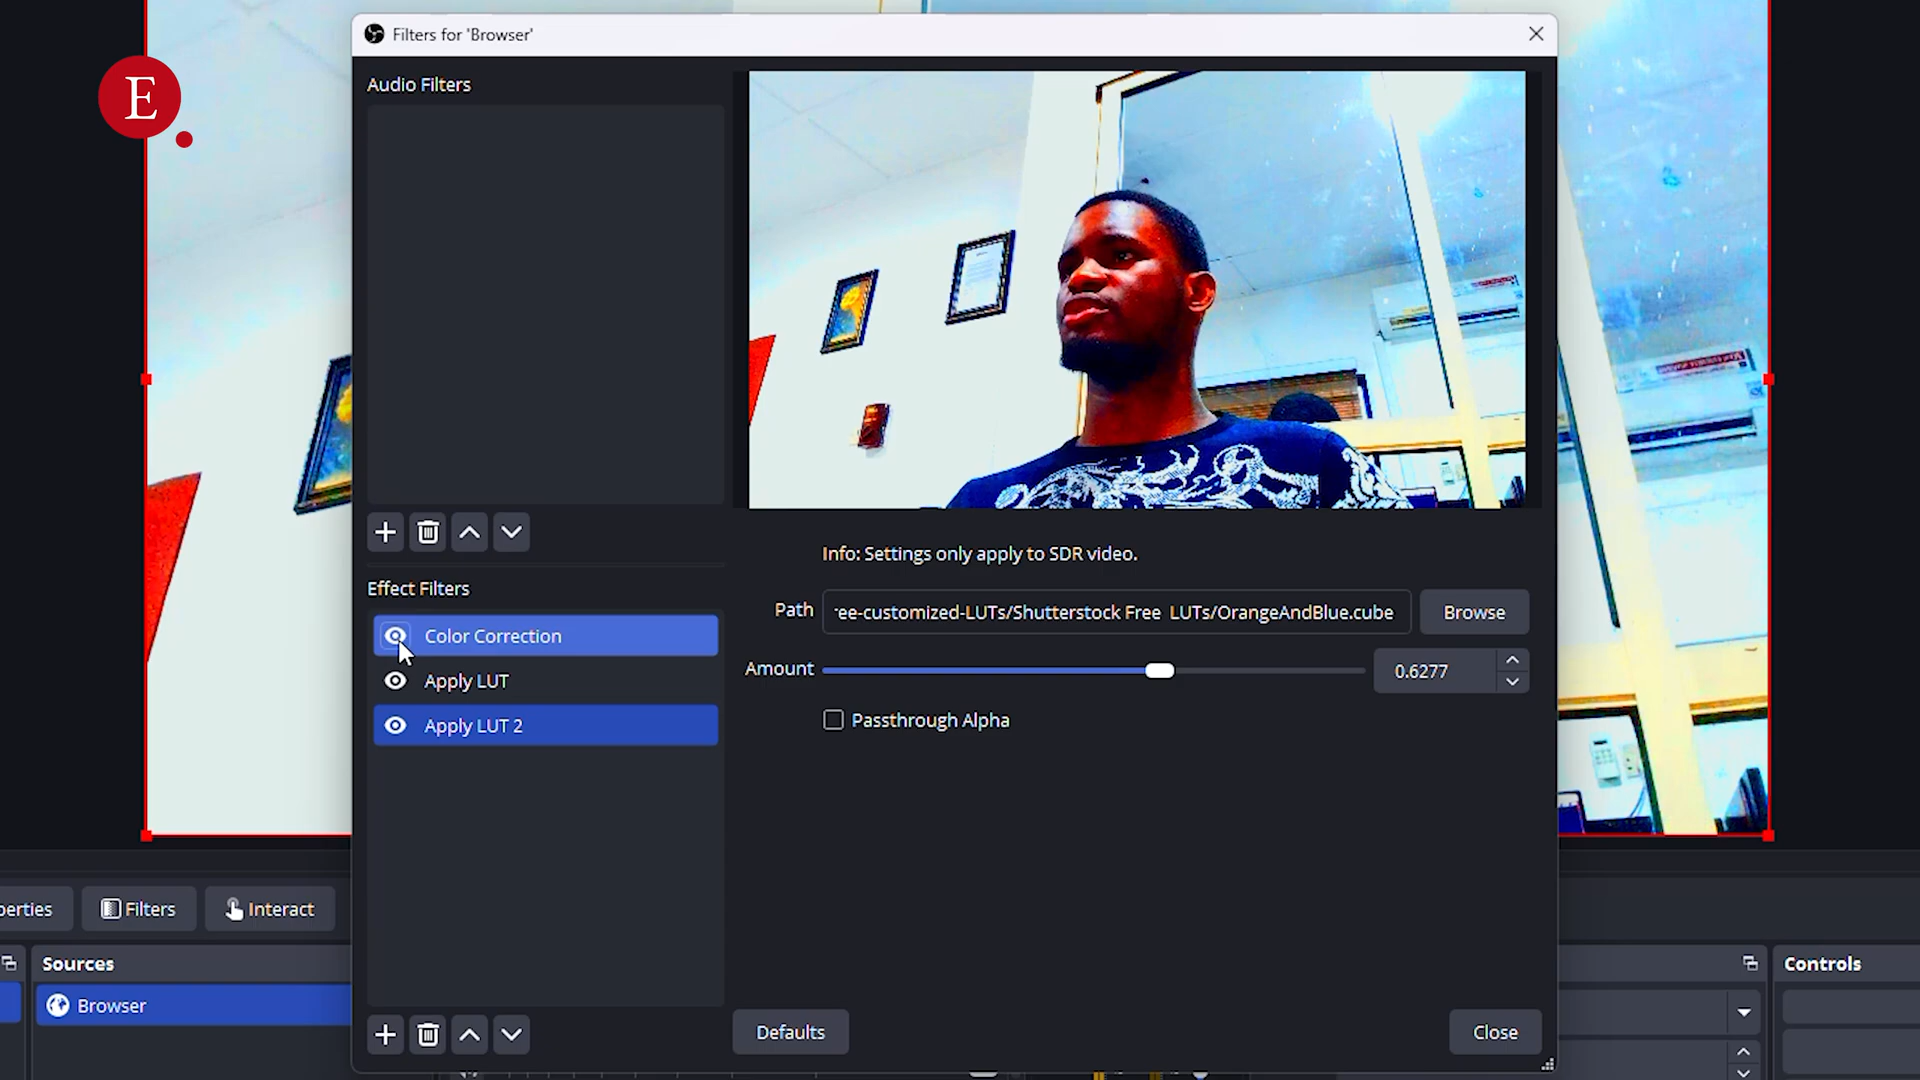 Filters for 'Browser'
E
Audio Filters
Info: Settings only apply to SDR video.
Effect Filters
Path
ee-customized-LUTs/Shutterstock Free LUTs/OrangeAndBlue.cube
Browse
Color Correction
Amount
0.6277
Apply LUT
Passthrough Alpha
Apply LUT 2
perties
Filters
Interact
Sources
Controls
Browser
Defaults
Close